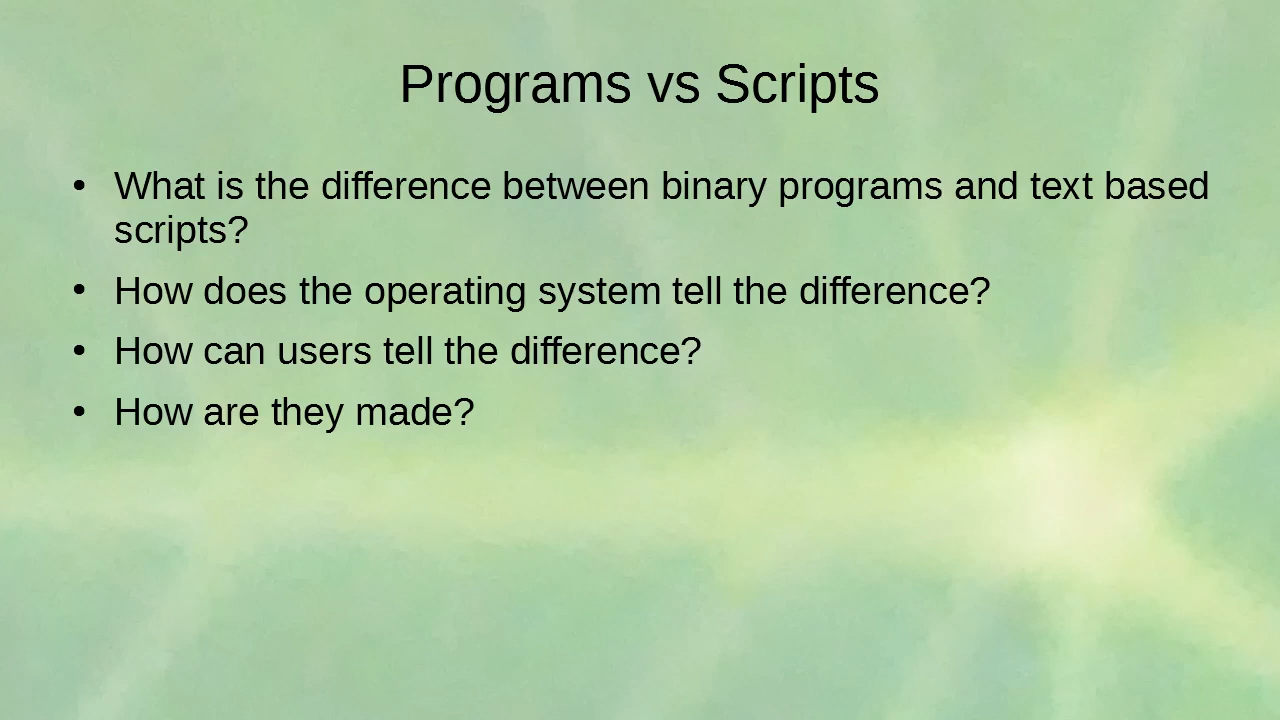 Programs vs Scripts
• What is the difference between binary programs and text based
scripts?
• How does the operating system tell the difference?
• How can users tell the difference?
• How are they made?